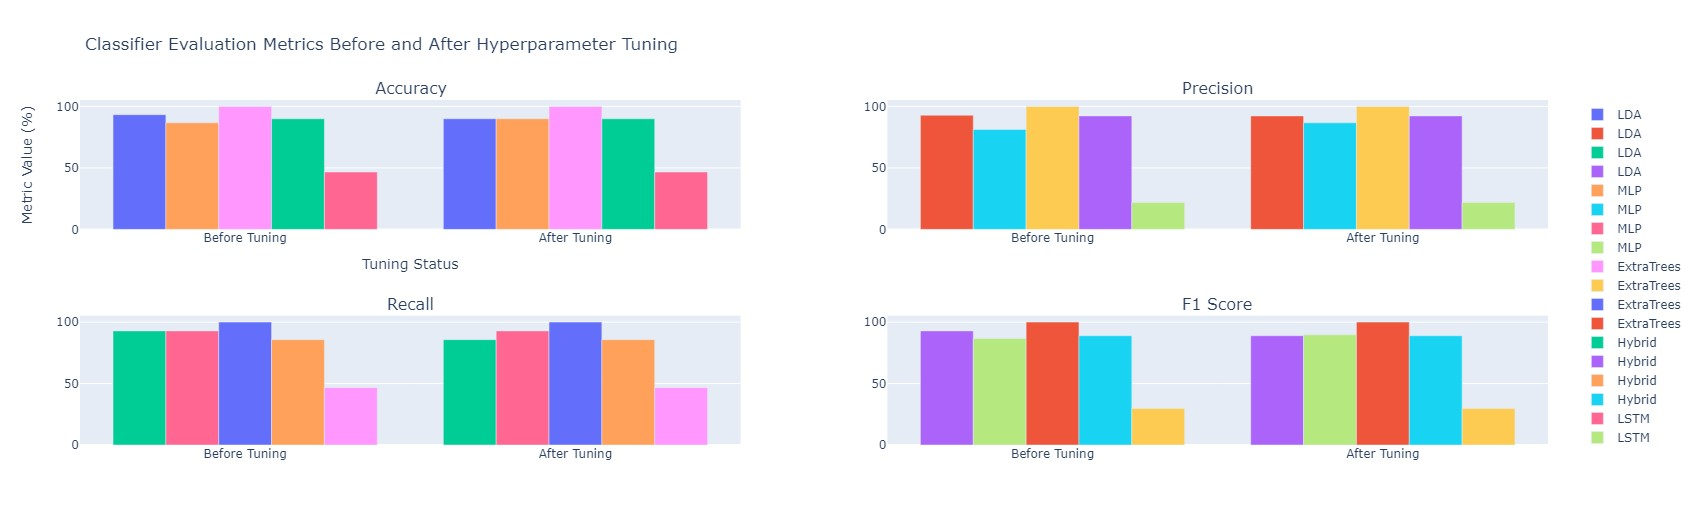 Classifier Evaluation Metrics Before and After Hyperparameter Tuning
Accuracy
Metric Value (%)
100
50
0
Before Tuning
After Tuning
Tuning Status
Precision
100
50
0
Before Tuning
After Tuning
Recall
100
50
0
Before Tuning
After Tuning
F1 Score
100
50
0
Before Tuning
After Tuning
LDA
LDA
LDA
LDA
MLP
MLP
MLP
MLP
ExtraTrees
ExtraTrees
ExtraTrees
ExtraTrees
Hybrid
Hybrid
Hybrid
Hybrid
LSTM
LSTM